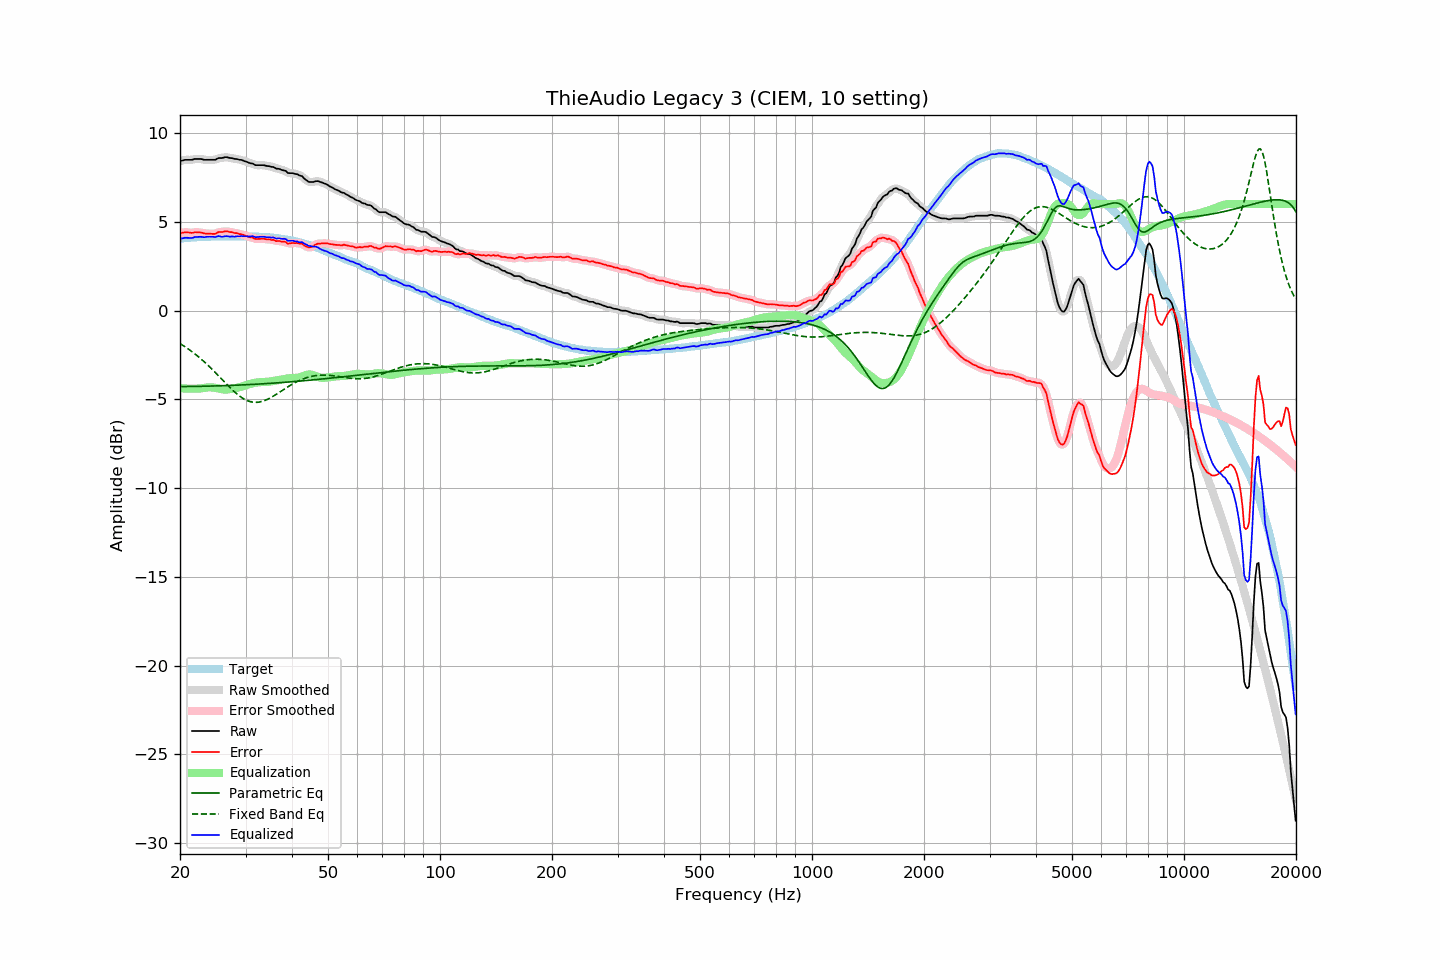 ThieAudio Legacy 3 (CIEM, 10 setting)
10
5
0
−5
−10
−15
−20
−25
−30
Amplitude (dBr)
Target
Raw Smoothed
Error Smoothed
Raw
Error
Equalization
Parametric Eq
Fixed Band Eq
Equalized
20 50 100 200 500 1000 2000 5000 10000 20000
Frequency (Hz)